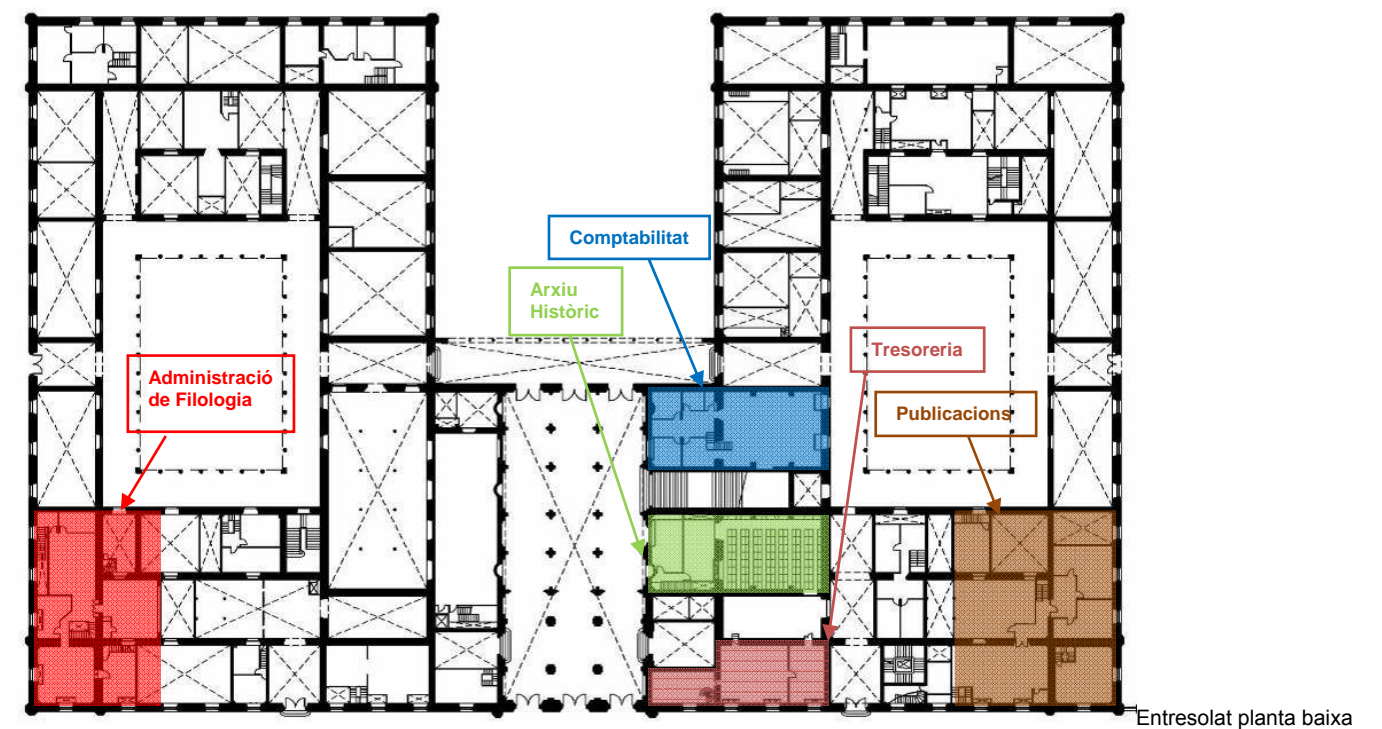 Comptabilitat
Arxiu
Històric
Tresoreria
Administració
de Filologia
Publicacions
Entresolat planta baixa